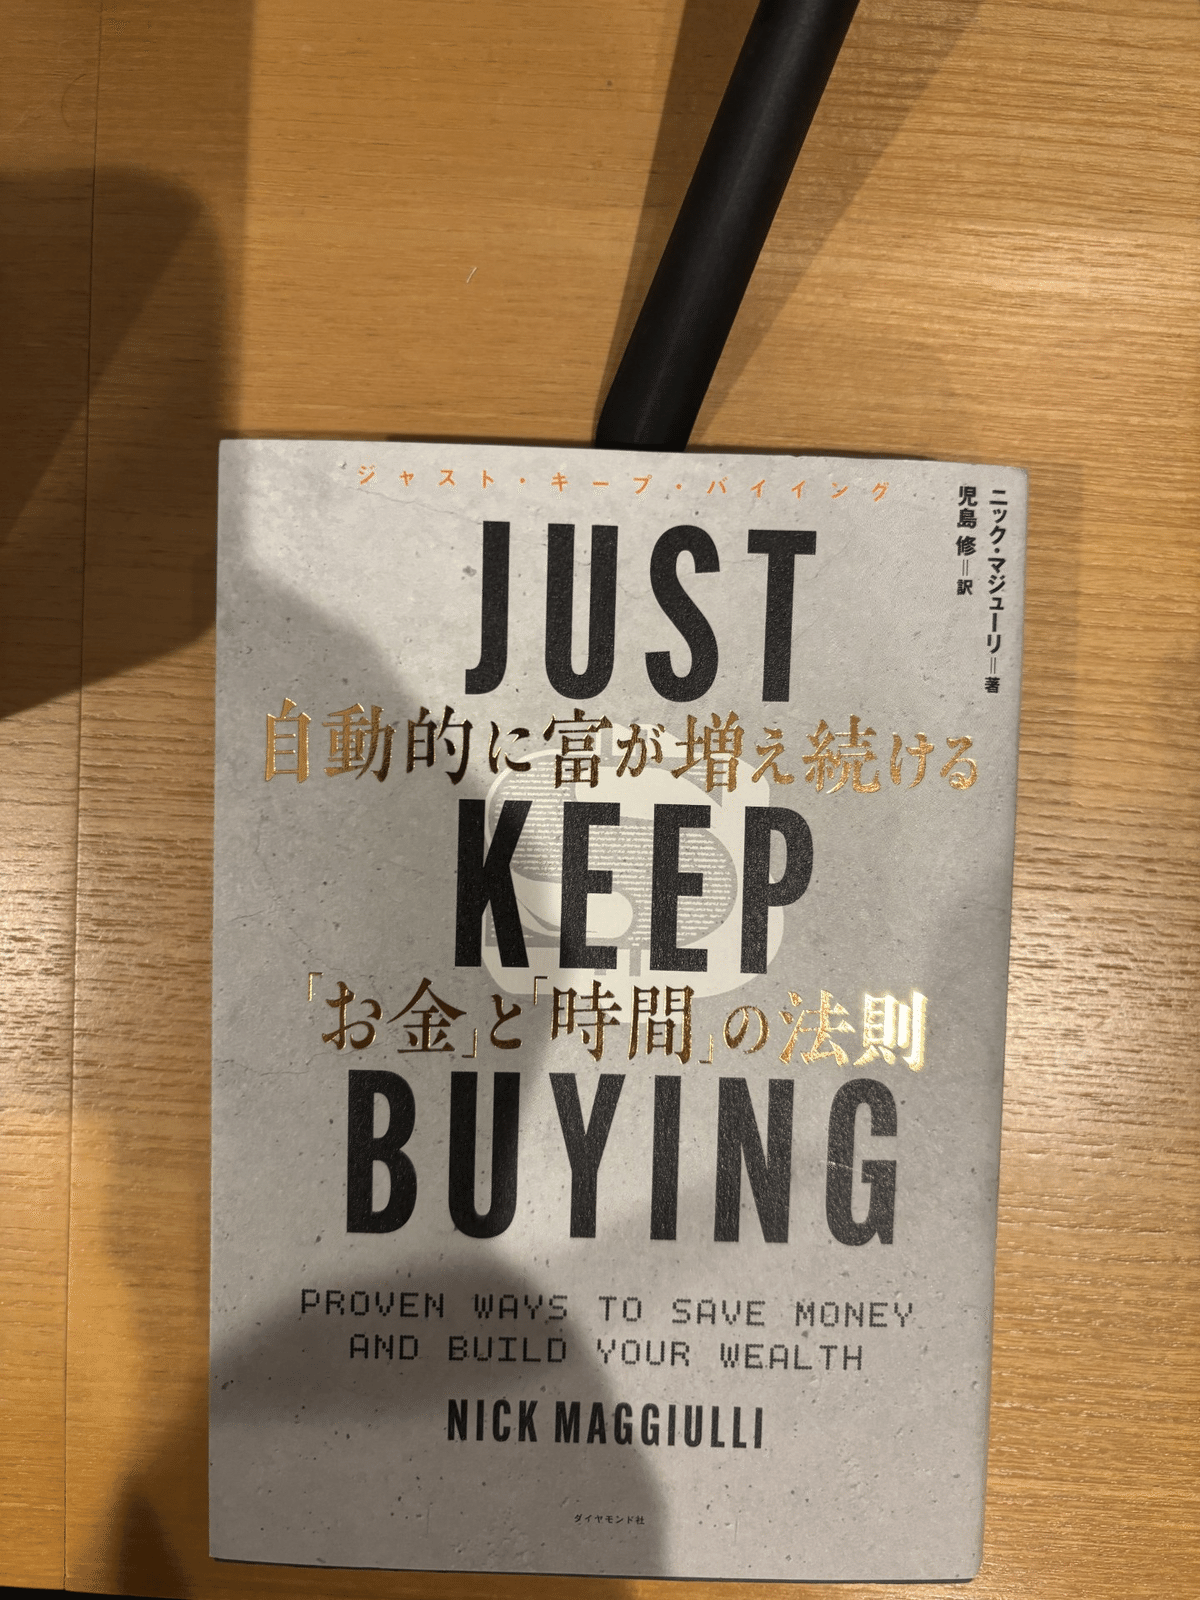 ジャスト・キープ・バイイング
ニック・マジューリ=著
児島 修=訳
JUST
自動的に富が増え続ける
KEEP
「お金」と「時間」の法則
BUYING
PROVEN WAYS TO SAVE MONEY
AND BUILD YOUR WEALTH
NICK MAGGIULLI
ダイヤモンド社